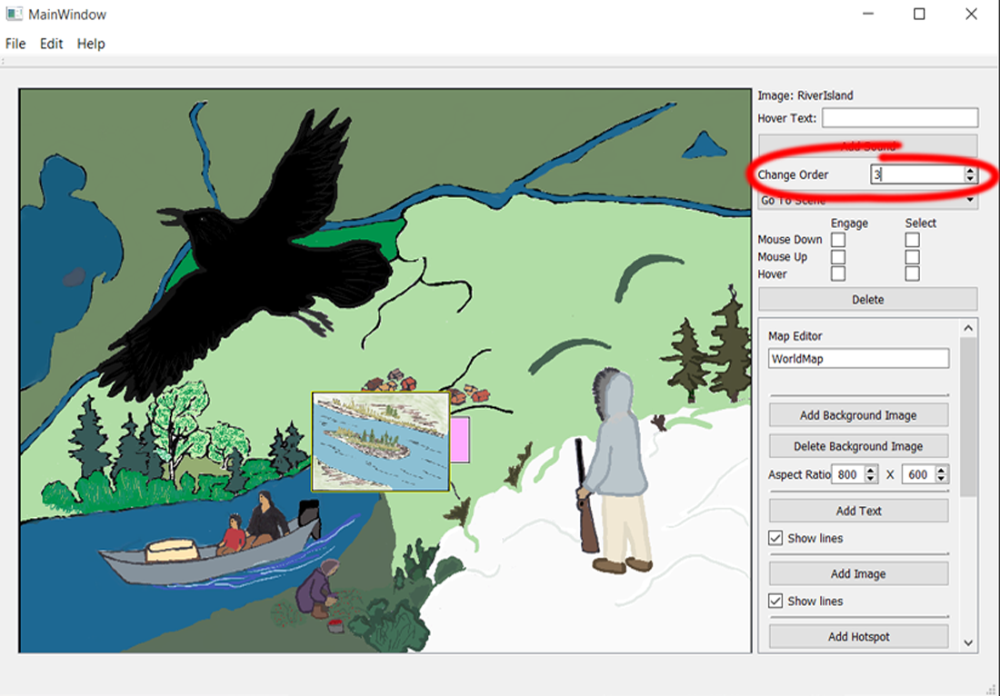 MainWindow
File Edit Help
Image: RiverIsland
Hover Text:
Add Sound
Change Order 3
Go To Scene
Engage Select
Mouse Down
Mouse Up
Hover
Delete
Map Editor
WorldMap
Add Background Image
Delete Background Image
Aspect Ratio 800 X 600
Add Text
Show lines
Add Image
Show lines
Add Hotspot